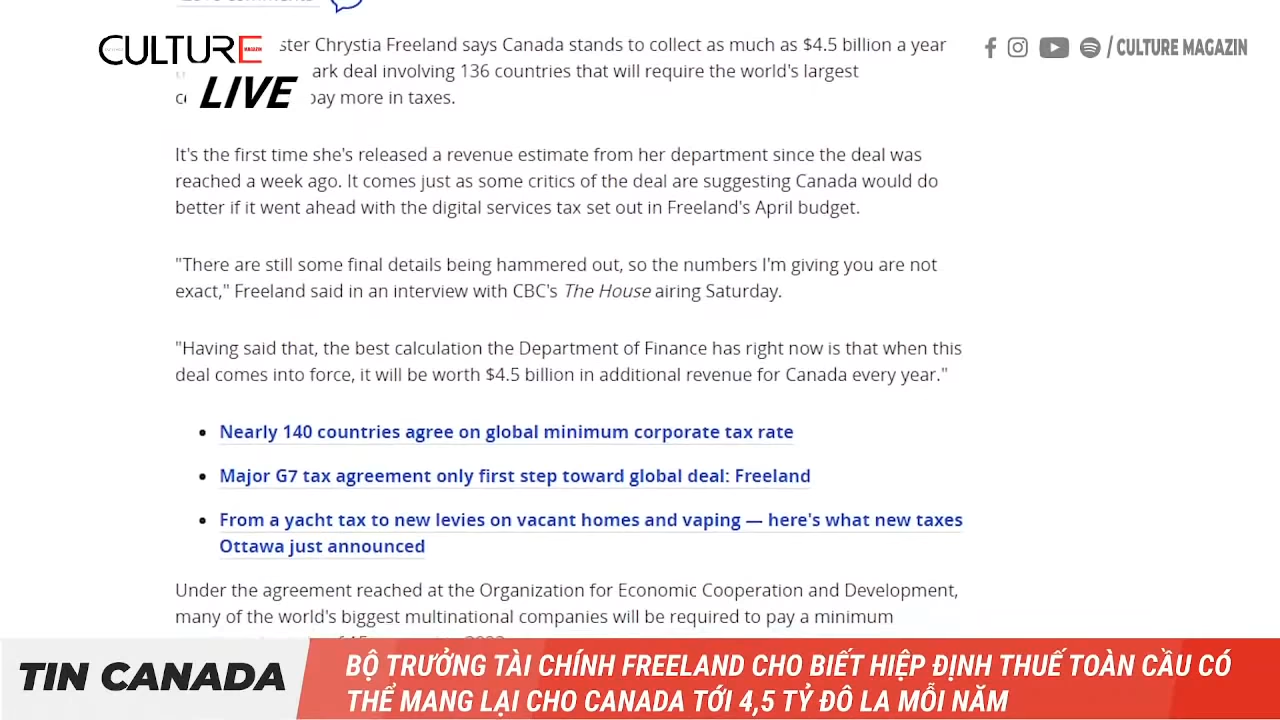 CULTURE
MAGAZIN
LIVE
/ CULTURE MAGAZIN
ster Chrystia Freeland says Canada stands to collect as much as $4.5 billion a year
ark deal involving 136 countries that will require the world's largest
pay more in taxes.
It's the first time she's released a revenue estimate from her department since the deal was
reached a week ago. It comes just as some critics of the deal are suggesting Canada would do
better if it went ahead with the digital services tax set out in Freeland's April budget.
"There are still some final details being hammered out, so the numbers I'm giving you are not
exact," Freeland said in an interview with CBC's The House airing Saturday.
"Having said that, the best calculation the Department of Finance has right now is that when this
deal comes into force, it will be worth $4.5 billion in additional revenue for Canada every year."
Nearly 140 countries agree on global minimum corporate tax rate
Major G7 tax agreement only first step toward global deal: Freeland
From a yacht tax to new levies on vacant homes and vaping — here's what new taxes
Ottawa just announced
Under the agreement reached at the Organization for Economic Cooperation and Development,
many of the world's biggest multinational companies will be required to pay a minimum
TIN CANADA
BỘ TRƯỞNG TÀI CHÍNH FREELAND CHO BIẾT HIỆP ĐỊNH THUẾ TOÀN CẦU CÓ
THỂ MANG LẠI CHO CANADA TỚI 4,5 TỶ ĐÔ LA MỖI NĂM